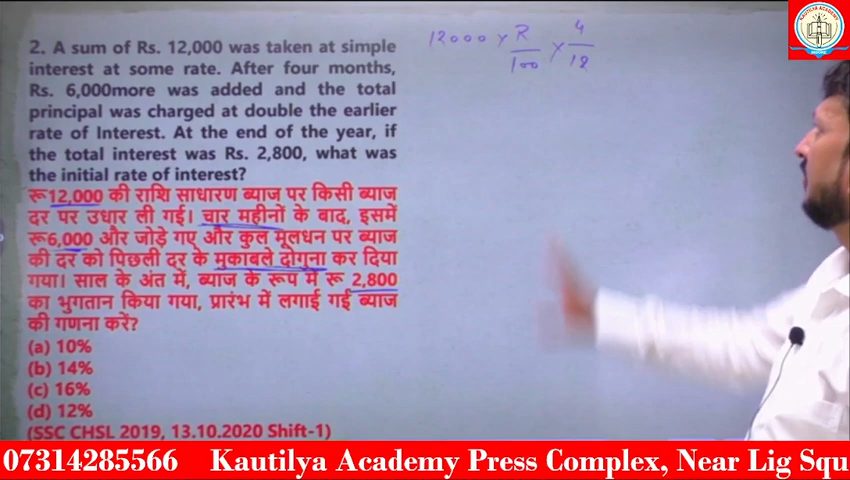 KAUTILYA ACADEMY
2. A sum of Rs. 12,000 was taken at simple
interest at some rate. After four months,
Rs. 6,000more was added and the total
principal was charged at double the earlier
rate of Interest. At the end of the year, if
the total interest was Rs. 2,800, what was
the initial rate of interest?
रू12,000 की राशि साधारण ब्याज पर किसी ब्याज
दर पर उधार ली गई। चार महीनों के बाद, इसमें
रू6,000 और जोड़े गए और कुल मूलधन पर ब्याज
की दर को पिछली दर के मुकाबले दोगुना कर दिया
गया। साल के अंत में, ब्याज के रूप में रू 2,800
का भुगतान किया गया, प्रारंभ में लगाई गई ब्याज
की गणना करें?
(a) 10%
(b) 14%
(c) 16%
(d) 12%
(SSC CHSL 2019, 13.10.2020 Shift-1)
12000 × R/100 × 4/12
07314285566 Kautilya Academy Press Complex, Near Lig Squ